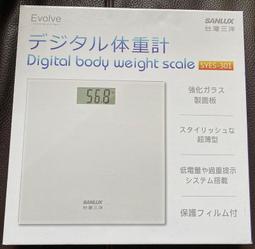 Evolve
SANLUX
台灣三洋
デジタル体重計
Digital body weight scale SYES-301
56.8
強化ガラス
製面板
スタイリッシュな
超薄型
低電量や過重提示
システム搭載
保護フィルム付
SANLUX
台灣三洋